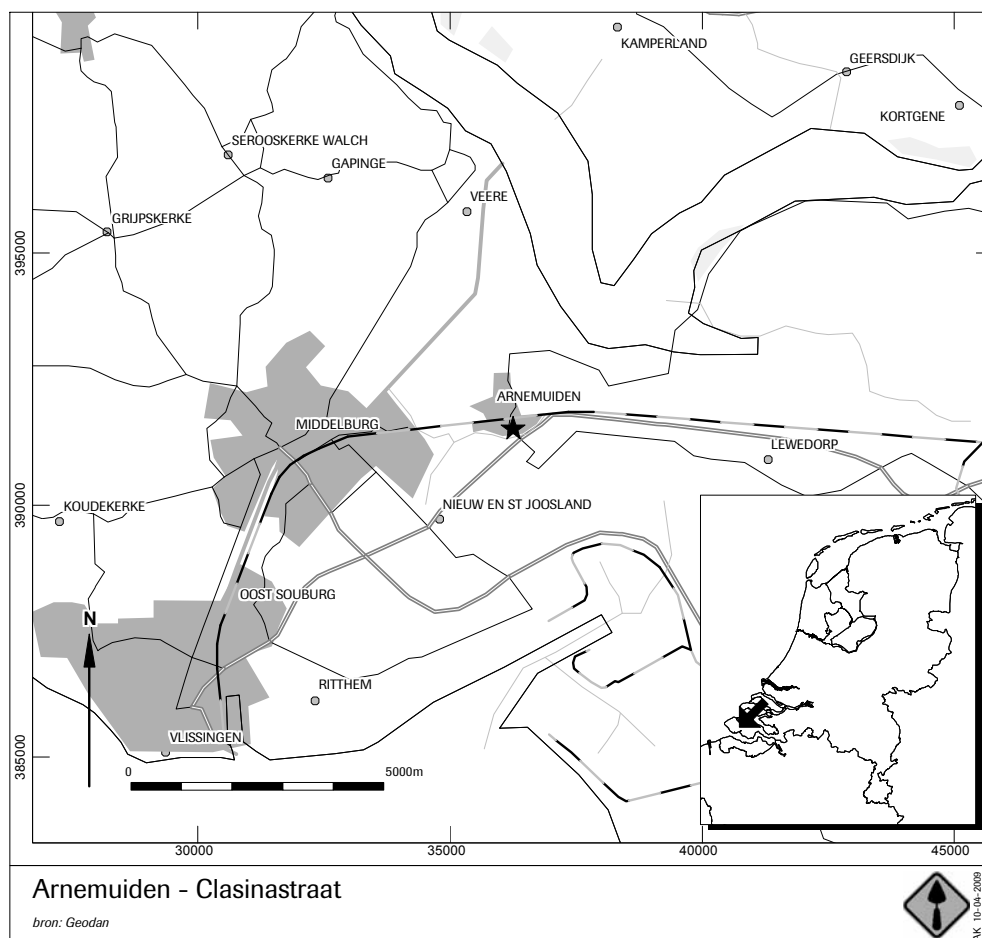 KAMPERLAND
GEERSDIJK
KORTGENE
SEROOSKERKE WALCH
GAPINGE
VEERE
GRIJPSKERKE
395000
ARNEMUIDEN
MIDDELBURG
LEWEDORP
KOUDEKERKE
390000
NIEUW EN ST JOOSLAND
OOST SOUBURG
N
RITTHEM
VLISSINGEN
385000
0 5000m
30000 35000 40000 45000
Arnemuiden - Clasinastraat
bron: Geodan
AK 10-04-2009